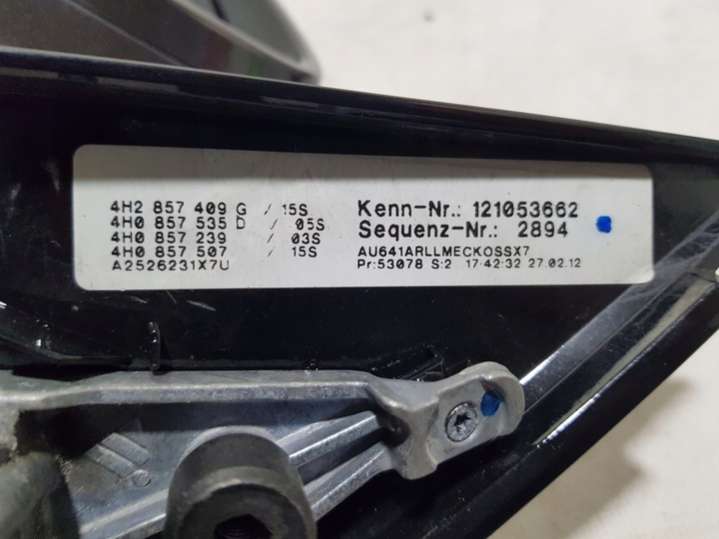 4H2 857 409 G / 15S
4H0 857 535 D / 05S
4H0 857 239 / 03S
4H0 857 507 / 15S
A2526231X7U
Kenn-Nr.: 121053662
Sequenz-Nr.: 2894
AU641ARLLMECKOSSX7
Pr:53078 S:2 17:42:32 27.02.12